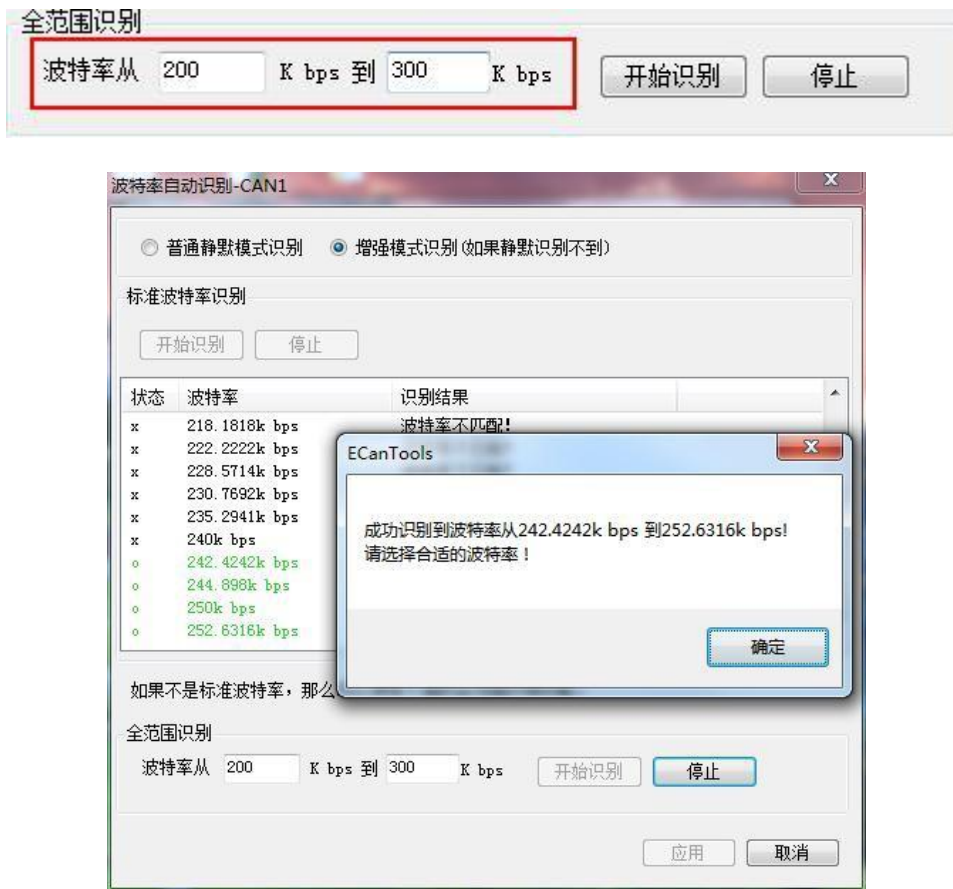 全范围识别
波特率从 200 K bps 到 300 K bps 开始识别 停止
波特率自动识别-CAN1
普通静默模式识别 增强模式识别(如果静默识别不到)
标准波特率识别
开始识别 停止
状态 波特率 识别结果
x 218.1818k bps 波特率不匹配!
x 222.2222k bps
x 228.5714k bps
x 230.7692k bps
x 235.2941k bps
x 240k bps
o 242.4242k bps
o 244.898k bps
o 250k bps
o 252.6316k bps
ECanTools
成功识别到波特率从242.4242k bps 到252.6316k bps!
请选择合适的波特率!
确定
如果不是标准波特率,那么
全范围识别
波特率从 200 K bps 到 300 K bps 开始识别 停止
应用 取消